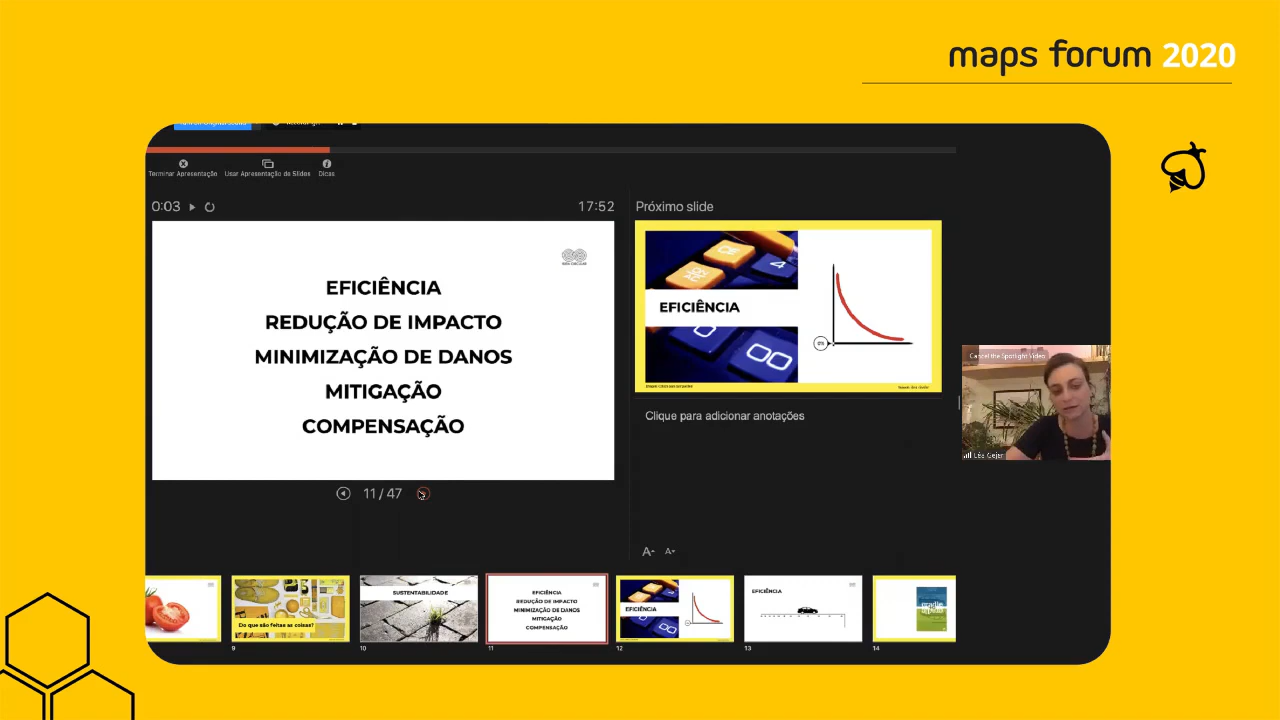 maps forum 2020
Terminar Apresentação
Usar Apresentação de Slides
Dicas
0:03
17:52
Próximo slide
EFICIÊNCIA
REDUÇÃO DE IMPACTO
MINIMIZAÇÃO DE DANOS
MITIGAÇÃO
COMPENSAÇÃO
EFICIÊNCIA
Clique para adicionar anotações
Cancel the Spotlight Video
Léa Gejer
11 / 47
A+ A-
Do que são feitas as coisas?
SUSTENTABILIDADE
EFICIÊNCIA
REDUÇÃO DE IMPACTO
MINIMIZAÇÃO DE DANOS
MITIGAÇÃO
COMPENSAÇÃO
EFICIÊNCIA
EFICIÊNCIA
9
10
11
12
13
14